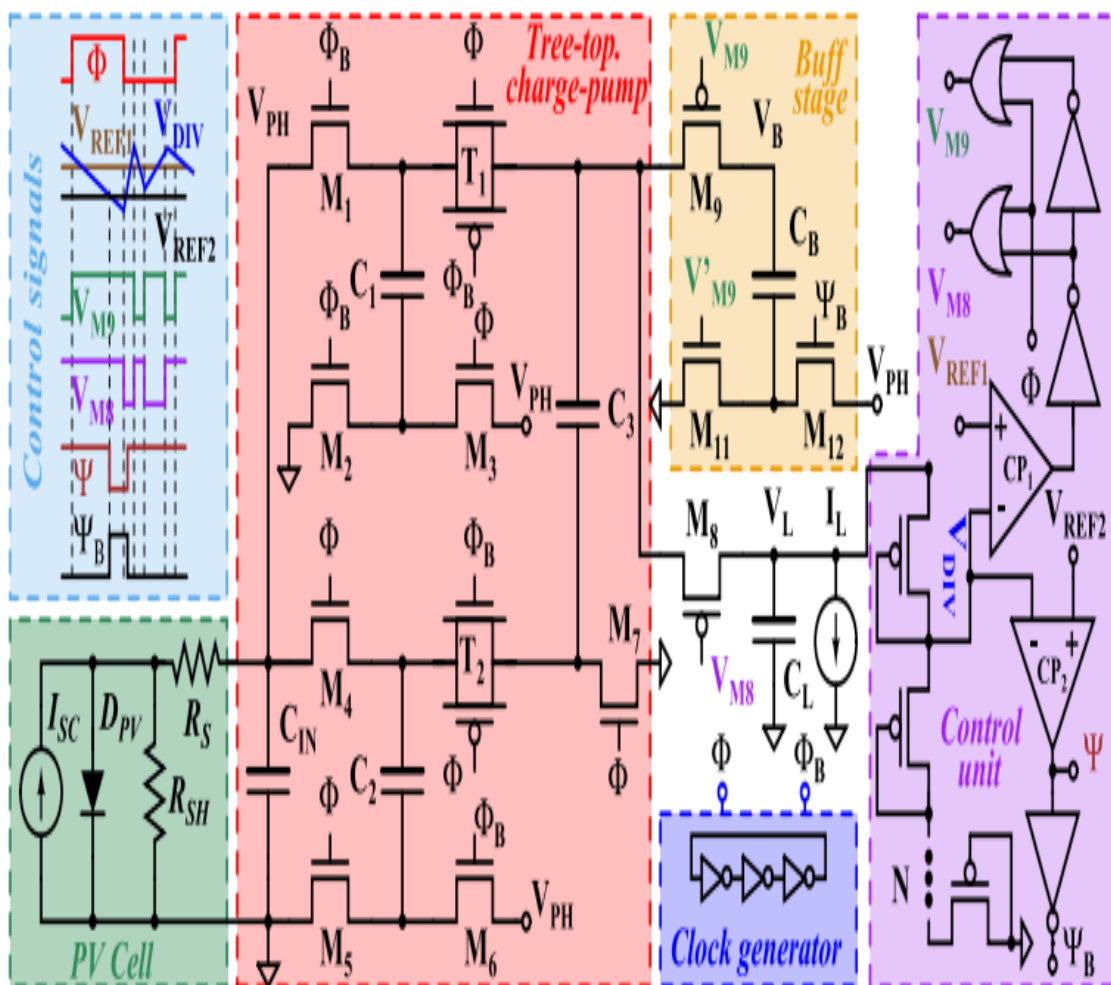 Control signals
Φ
V_REF1
V_DIV
V_REF2
V_M9
V_M8
Ψ
Ψ_B
I_SC
D_PV
R_S
R_SH
PV Cell
Tree-top.
charge-pump
V_PH
Φ_B
M_1
Φ
T_1
Φ_B
C_1
Φ_B
M_2
Φ
M_3
V_PH
C_3
Φ
M_4
Φ_B
T_2
Φ
M_7
Φ
C_IN
C_2
Φ
M_5
Φ_B
M_6
V_PH
Buff
stage
V_M9
M_9
V_B
C_B
V'_M9
M_11
Ψ_B
M_12
V_PH
M_8
V_M8
V_L
I_L
C_L
Φ
Φ_B
Clock generator
V_M9
V_M8
Φ
V_REF1
+
-
CP_1
V_REF2
V_DIV
-
+
CP_2
Ψ
Control
unit
N
Ψ_B